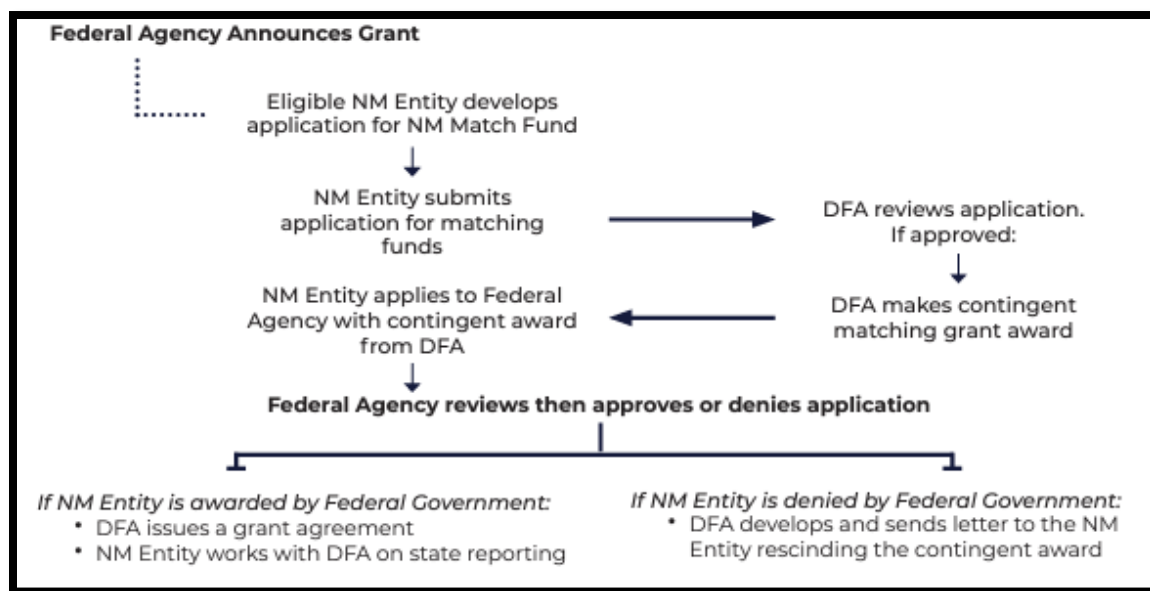 Federal Agency Announces Grant
Eligible NM Entity develops
application for NM Match Fund
NM Entity submits
application for matching
funds
DFA reviews application.
If approved:
DFA makes contingent
matching grant award
NM Entity applies to Federal
Agency with contingent award
from DFA
Federal Agency reviews then approves or denies application
If NM Entity is awarded by Federal Government:
• DFA issues a grant agreement
• NM Entity works with DFA on state reporting
If NM Entity is denied by Federal Government:
• DFA develops and sends letter to the NM
Entity rescinding the contingent award